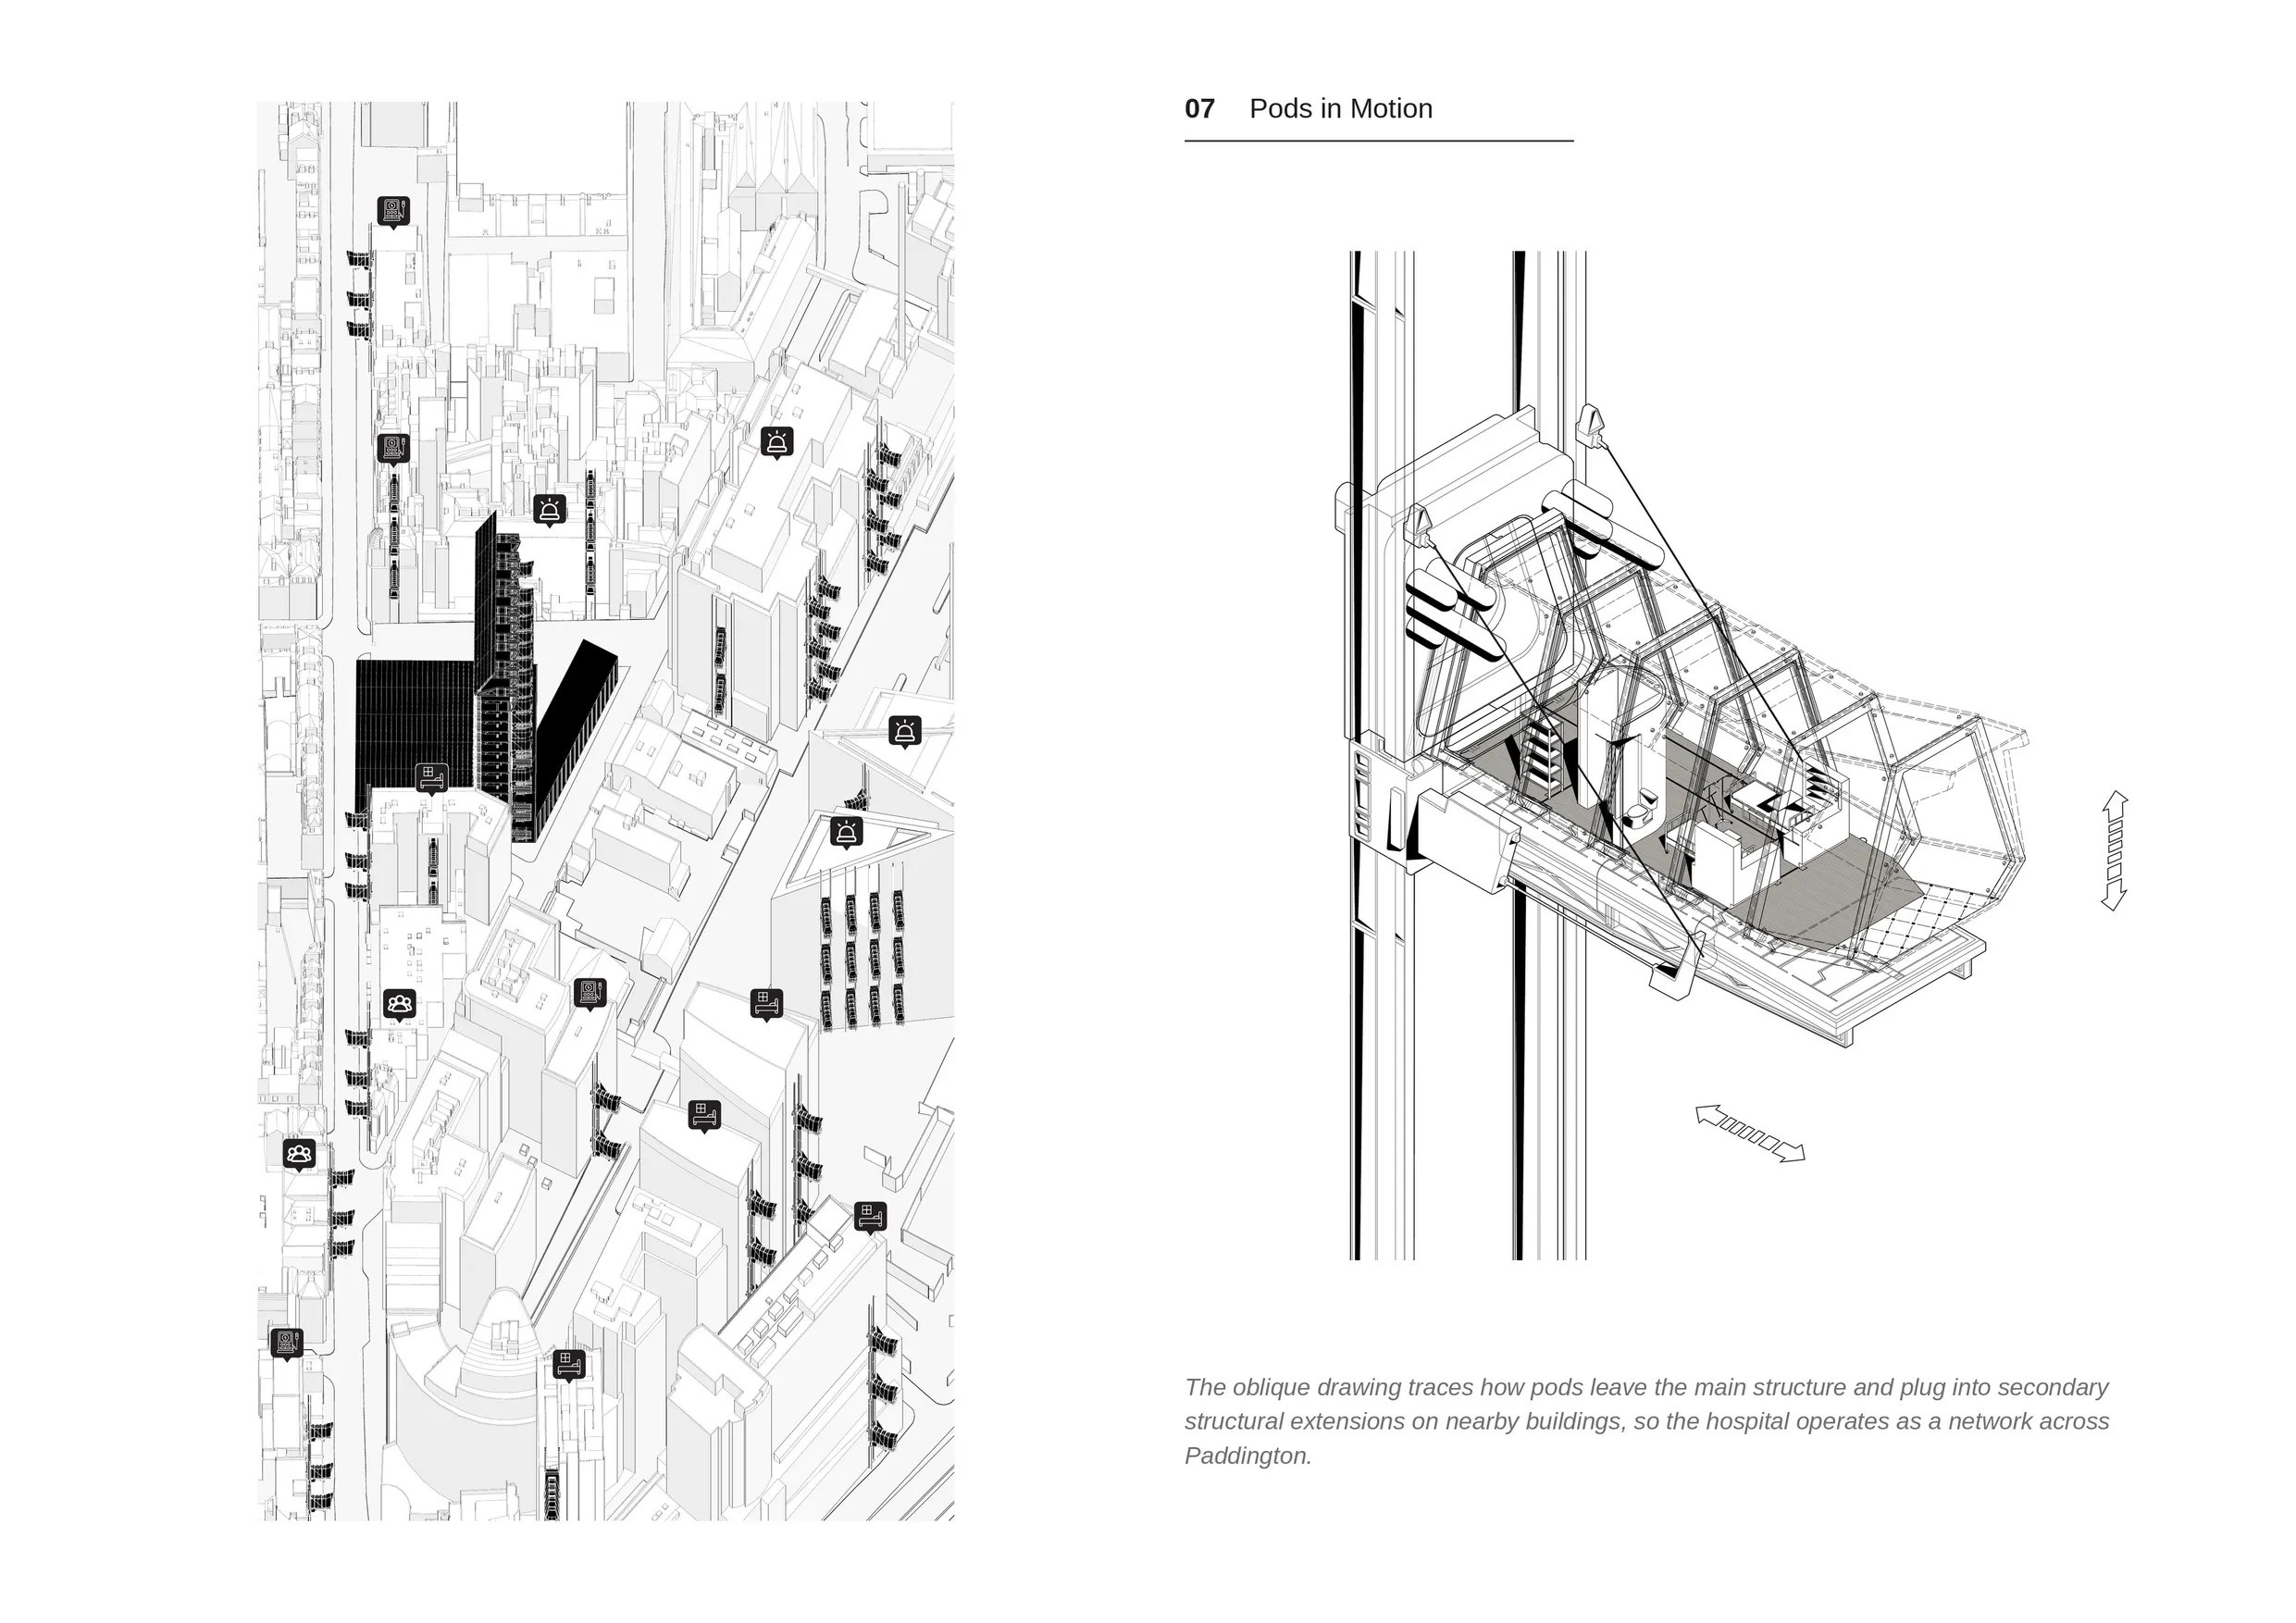 07 Pods in Motion
The oblique drawing traces how pods leave the main structure and plug into secondary
structural extensions on nearby buildings, so the hospital operates as a network across
Paddington.